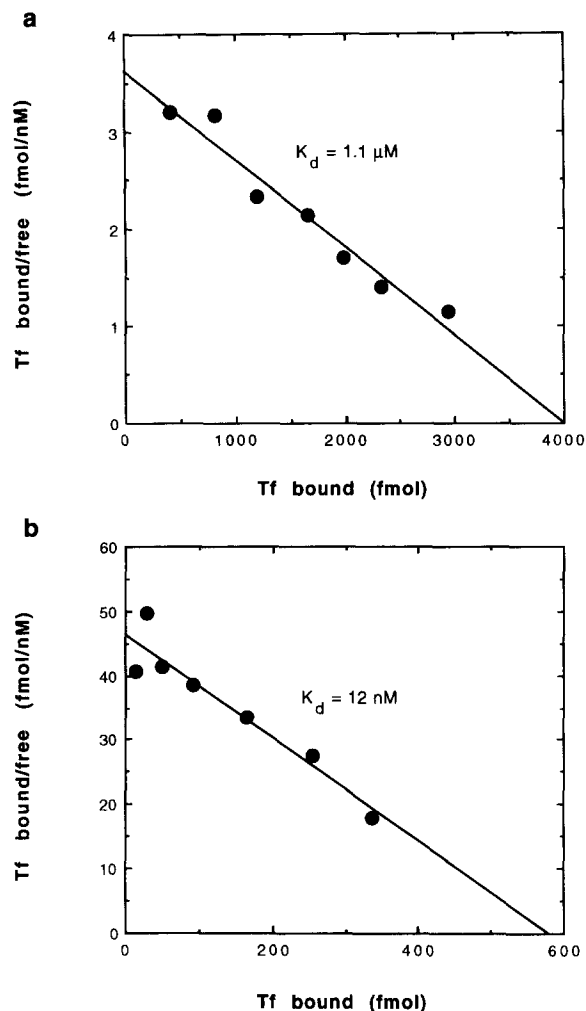 a
4
3
2
1
0
Tf bound/free (fmol/nM)
K_d = 1.1 μM
0 1000 2000 3000 4000
Tf bound (fmol)
b
60
50
40
30
20
10
0
Tf bound/free (fmol/nM)
K_d = 12 nM
0 200 400 600
Tf bound (fmol)